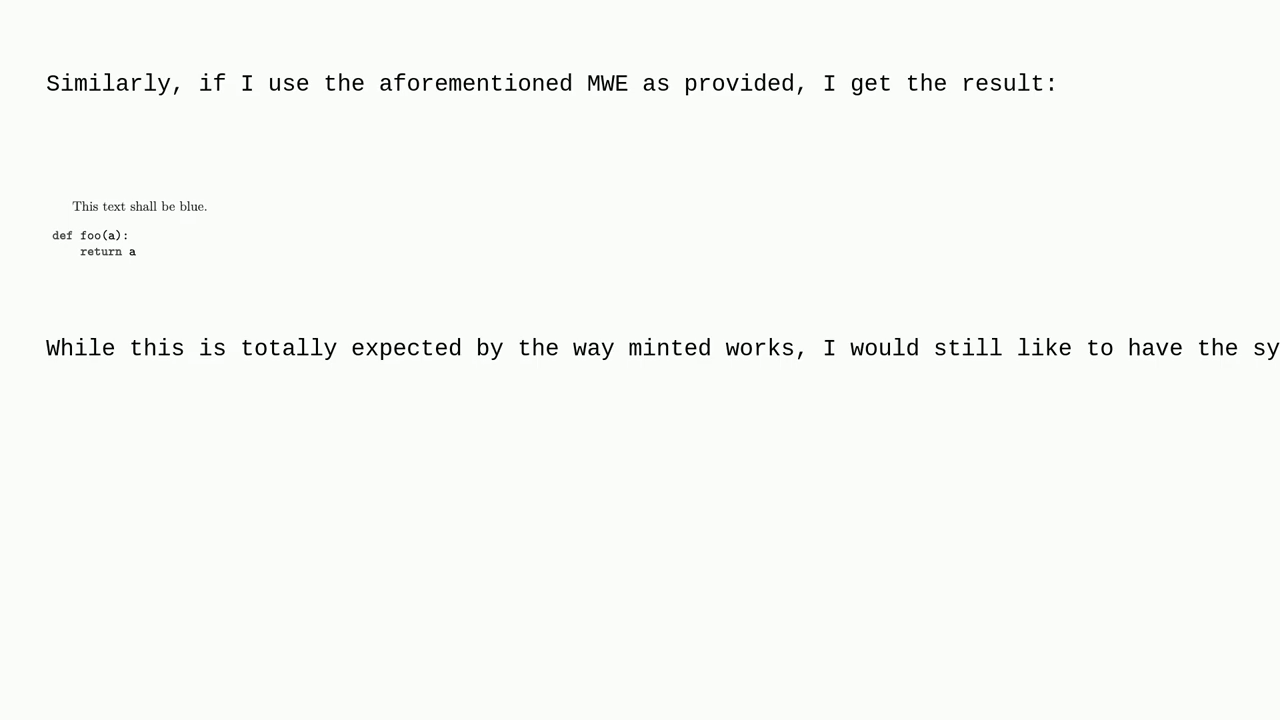 Similarly, if I use the aforementioned MWE as provided, I get the result:
This text shall be blue.
def foo(a):
    return a
While this is totally expected by the way minted works, I would still like to have the sy